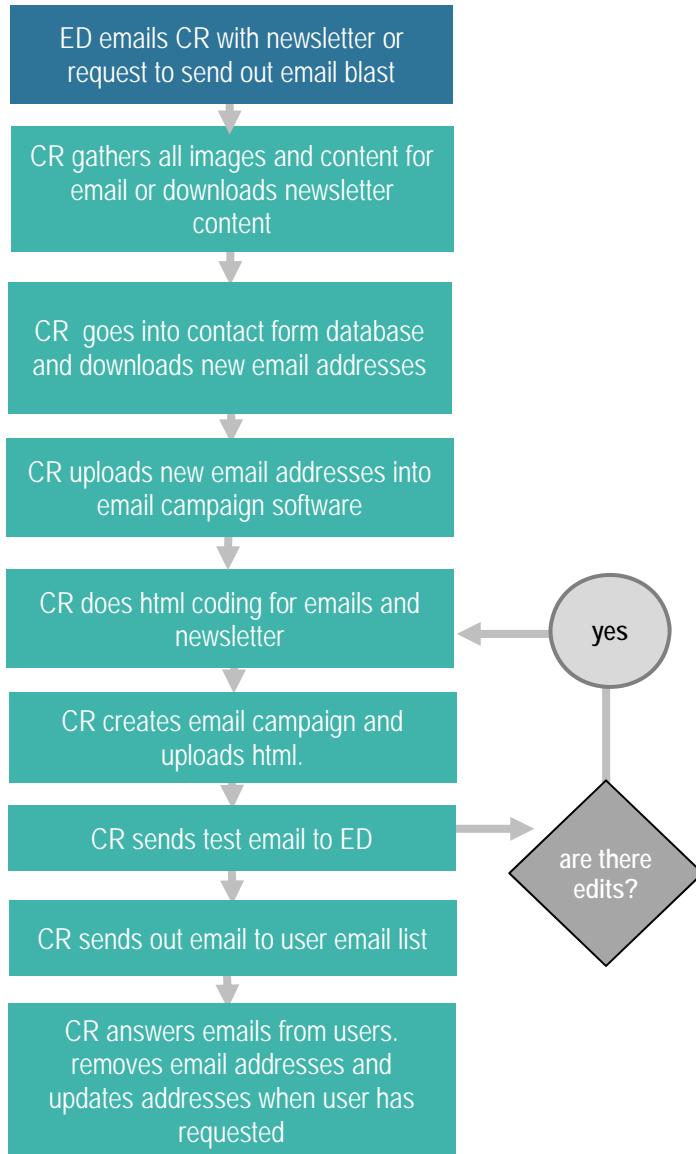 ED emails CR with newsletter or
request to send out email blast
CR gathers all images and content for
email or downloads newsletter
content
CR goes into contact form database
and downloads new email addresses
CR uploads new email addresses into
email campaign software
CR does html coding for emails and
newsletter
yes
CR creates email campaign and
uploads html.
CR sends test email to ED
are there
edits?
CR sends out email to user email list
CR answers emails from users.
removes email addresses and
updates addresses when user has
requested